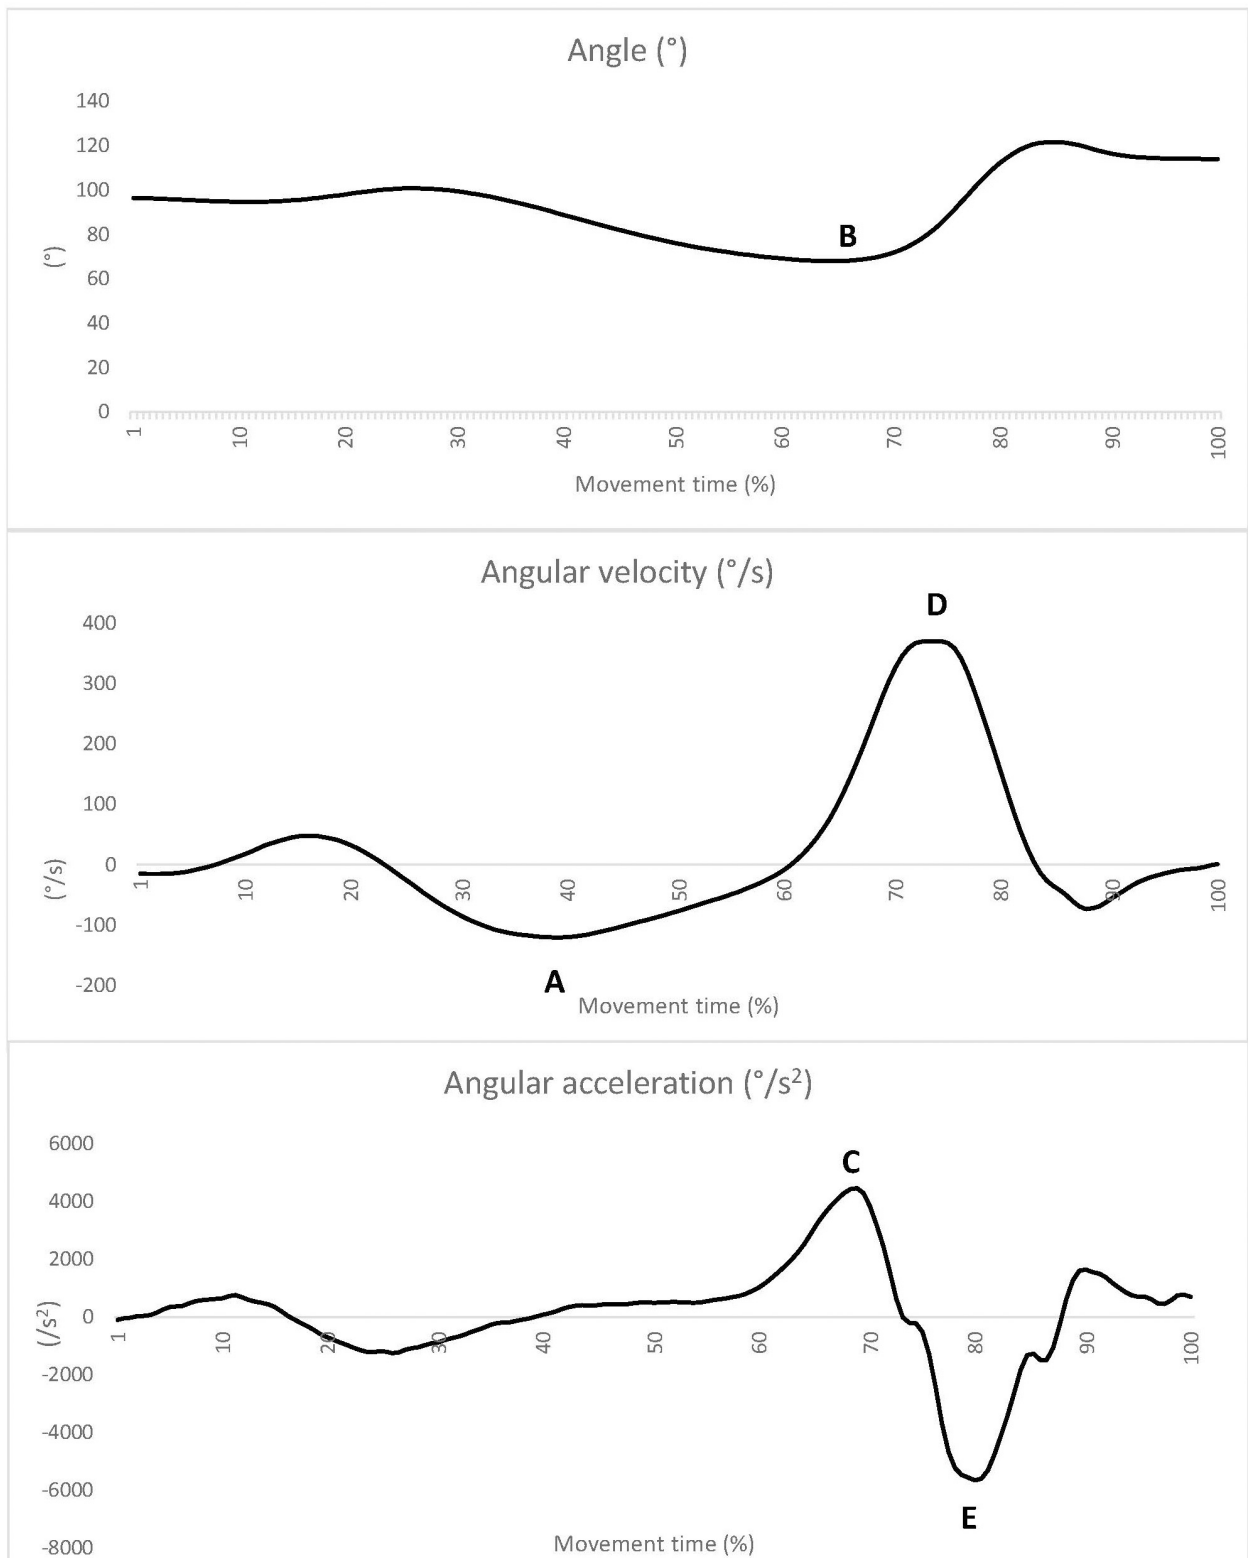 Angle (°)
140
120
100
80
60
40
20
0
(°)
B
1 10 20 30 40 50 60 70 80 90 100
Movement time (%)
Angular velocity (°/s)
400
300
200
100
0
-100
-200
(°/s)
D
A
1 10 20 30 40 50 60 70 80 90 100
Movement time (%)
Angular acceleration (°/s²)
6000
4000
2000
0
-2000
-4000
-6000
-8000
(/s²)
C
E
1 10 20 30 40 50 60 70 80 90 100
Movement time (%)